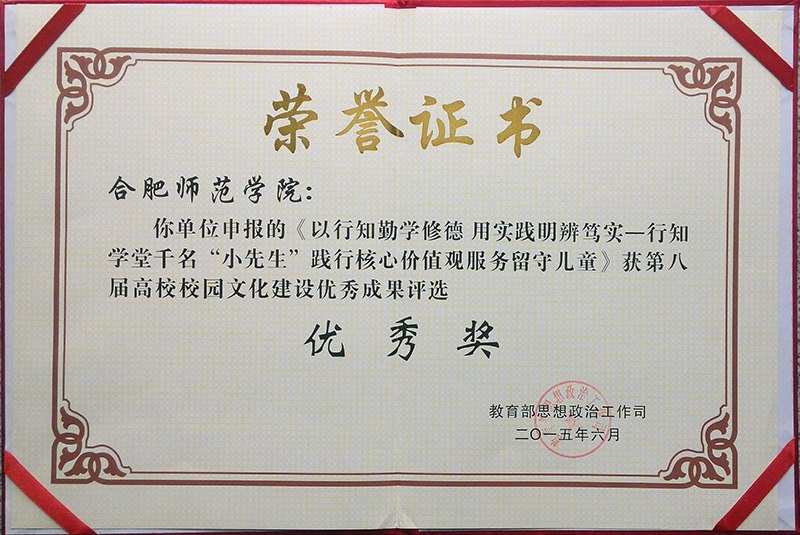 荣誉证书
合肥师范学院：
你单位申报的《以行知勤学修德 用实践明辨笃实—行知
学堂千名“小先生”践行核心价值观服务留守儿童》获第八
届高校校园文化建设优秀成果评选
优秀奖
教育部思想政治工作司
二〇一五年六月